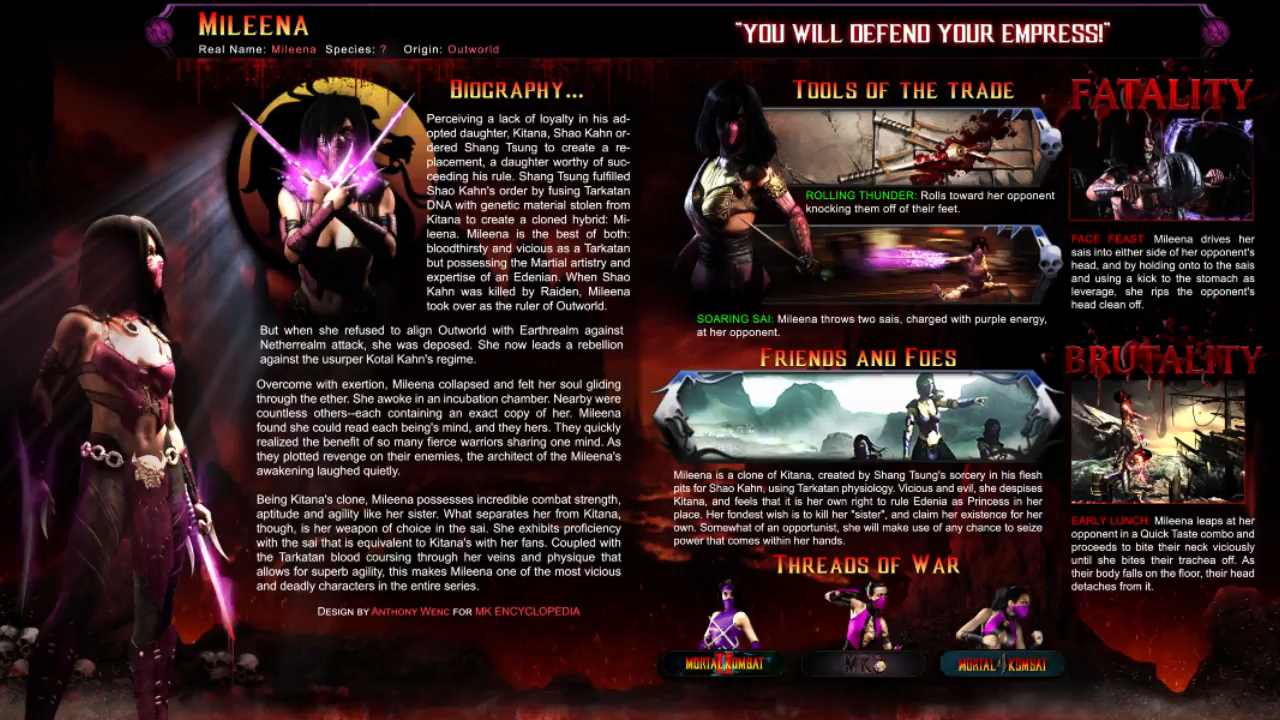 MILEENA
Real Name: Mileena Species: ? Origin: Outworld
"YOU WILL DEFEND YOUR EMPRESS!"
BIOGRAPHY...
Perceiving a lack of loyalty in his ad-
opted daughter, Kitana, Shao Kahn or-
dered Shang Tsung to create a re-
placement, a daughter worthy of suc-
ceeding his rule. Shang Tsung fulfilled
Shao Kahn's order by fusing Tarkatan
DNA with genetic material stolen from
Kitana to create a cloned hybrid: Mi-
leena. Mileena is the best of both:
bloodthirsty and vicious as a Tarkatan
but possessing the Martial artistry and
expertise of an Edenian. When Shao
Kahn was killed by Raiden, Mileena
took over as the ruler of Outworld.
But when she refused to align Outworld with Earthrealm against
Netherrealm attack, she was deposed. She now leads a rebellion
against the usurper Kotal Kahn's regime.
Overcome with exertion, Mileena collapsed and felt her soul gliding
through the ether. She awoke in an incubation chamber. Nearby were
countless others--each containing an exact copy of her. Mileena
found she could read each being's mind, and they hers. They quickly
realized the benefit of so many fierce warriors sharing one mind. As
they plotted revenge on their enemies, the architect of the Mileena's
awakening laughed quietly.
Being Kitana's clone, Mileena possesses incredible combat strength,
aptitude and agility like her sister. What separates her from Kitana,
though, is her weapon of choice in the sai. She exhibits proficiency
with the sai that is equivalent to Kitana's with her fans. Coupled with
the Tarkatan blood coursing through her veins and physique that
allows for superb agility, this makes Mileena one of the most vicious
and deadly characters in the entire series.
DESIGN BY ANTHONY WENC FOR MK ENCYCLOPEDIA
TOOLS OF THE TRADE
ROLLING THUNDER: Rolls toward her opponent
knocking them off of their feet.
SOARING SAI: Mileena throws two sais, charged with purple energy,
at her opponent.
FRIENDS AND FOES
Mileena is a clone of Kitana, created by Shang Tsung's sorcery in his flesh
pits for Shao Kahn, using Tarkatan physiology. Vicious and evil, she despises
Kitana, and feels that it is her own right to rule Edenia as Princess in her
place. Her fondest wish is to kill her "sister", and claim her existence for her
own. Somewhat of an opportunist, she will make use of any chance to seize
power that comes within her hands.
THREADS OF WAR
MORTAL KOMBAT II
MORTAL KOMBAT
FATALITY
FACE FEAST: Mileena drives her
sais into either side of her opponent's
head, and by holding onto to the sais
and using a kick to the stomach as
leverage, she rips the opponent's
head clean off.
BRUTALITY
EARLY LUNCH: Mileena leaps at her
opponent in a Quick Taste combo and
proceeds to bite their neck viciously
until she bites their trachea off. As
their body falls on the floor, their head
detaches from it.